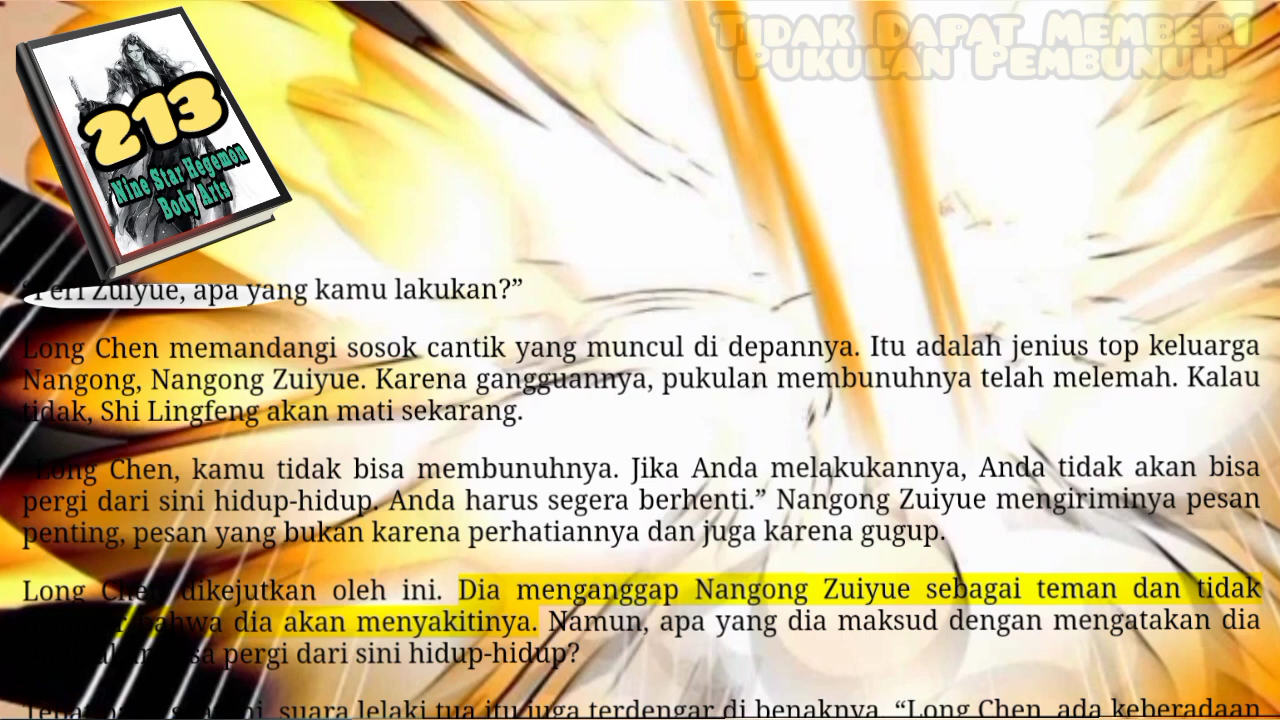 TIDAK DAPAT MEMBERI
PUKULAN PEMBUNUH
213
Nine Star Hegemon
Body Arts
“Peri Zuiyue, apa yang kamu lakukan?”
Long Chen memandangi sosok cantik yang muncul di depannya. Itu adalah jenius top keluarga
Nangong, Nangong Zuiyue. Karena gangguannya, pukulan membunuhnya telah melemah. Kalau
tidak, Shi Lingfeng akan mati sekarang.
“Long Chen, kamu tidak bisa membunuhnya. Jika Anda melakukannya, Anda tidak akan bisa
pergi dari sini hidup-hidup. Anda harus segera berhenti.” Nangong Zuiyue mengiriminya pesan
penting, pesan yang bukan karena perhatiannya dan juga karena gugup.
Long Chen dikejutkan oleh ini. Dia menganggap Nangong Zuiyue sebagai teman dan tidak
bahwa dia akan menyakitinya. Namun, apa yang dia maksud dengan mengatakan dia
pergi dari sini hidup-hidup?
suara lelaki tua itu juga terdengar di benaknya. “Long Chen, ada keberadaan